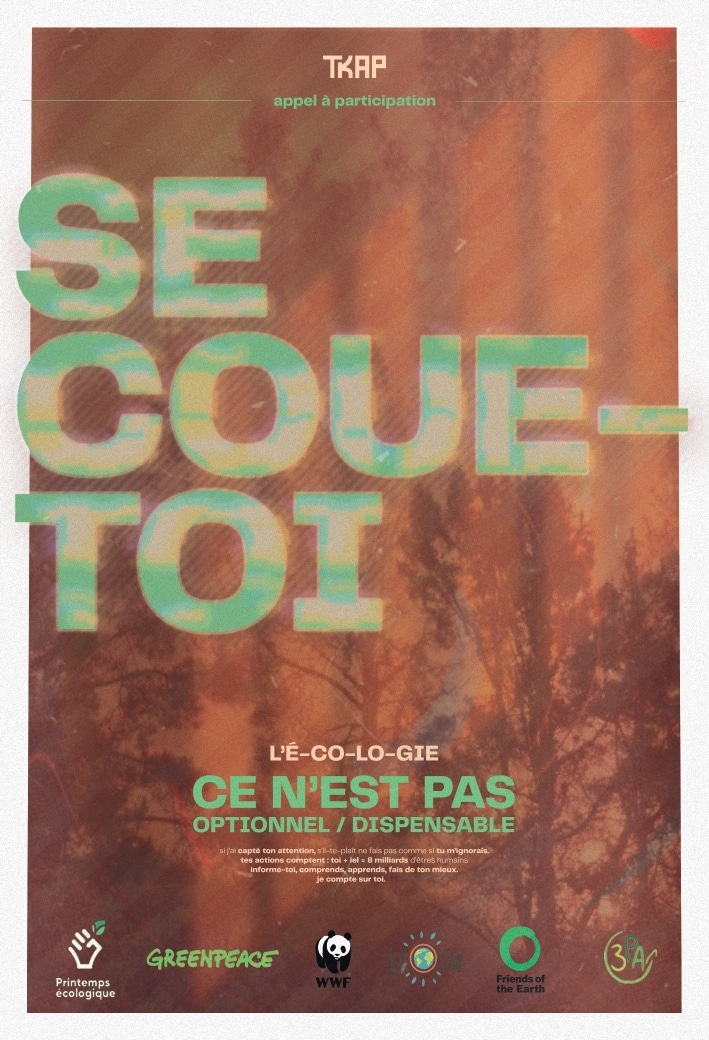 TKAP
appel à participation
SE
COUE-
TOI
L'É-CO-LO-GIE
CE N'EST PAS
OPTIONNEL / DISPENSABLE
si j'ai capté ton attention, s'il-te-plaît ne fais pas comme si tu m'ignorais.
tes actions comptent : toi + iel = 8 milliards d'êtres humains
informe-toi, comprends, apprends, fais de ton mieux.
je compte sur toi.
Printemps
écologique
GREENPEACE
WWF
Friends of
the Earth
3PA